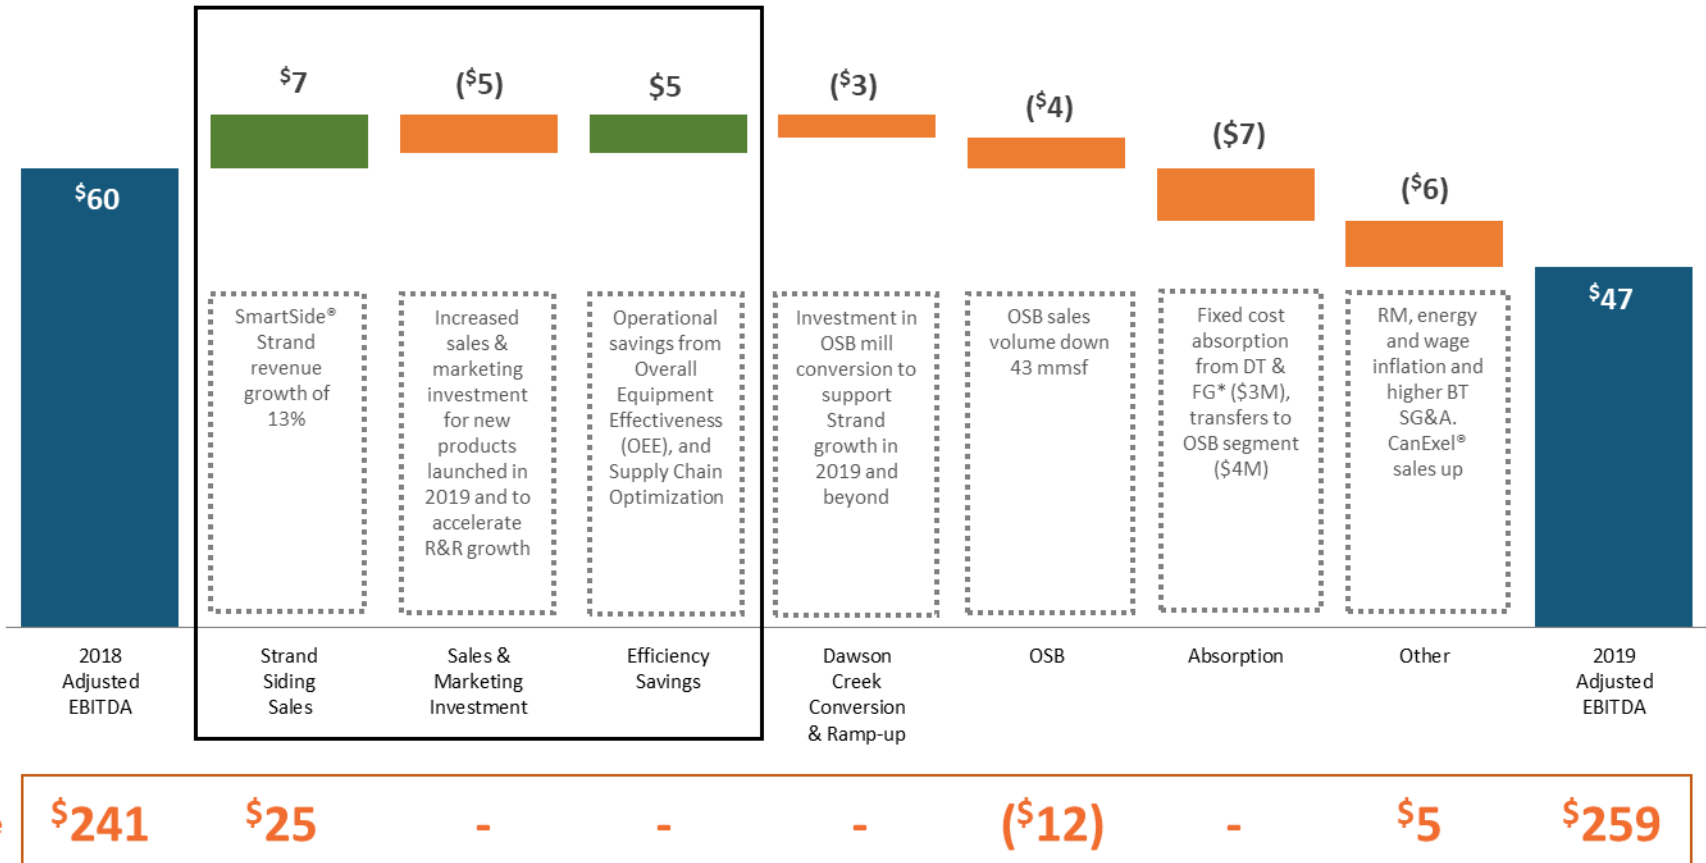 $7
($5)
$5
($3)
($4)
($7)
($6)
$60
$47
SmartSide®
Strand
revenue
growth of
13%
Increased
sales &
marketing
investment
for new
products
launched in
2019 and to
accelerate
R&R growth
Operational
savings from
Overall
Equipment
Effectiveness
(OEE), and
Supply Chain
Optimization
Investment in
OSB mill
conversion to
support
Strand
growth in
2019 and
beyond
OSB sales
volume down
43 mmsf
Fixed cost
absorption
from DT &
FG* ($3M),
transfers to
OSB segment
($4M)
RM, energy
and wage
inflation and
higher BT
SG&A.
CanExel®
sales up
2018
Adjusted
EBITDA
Strand
Siding
Sales
Sales &
Marketing
Investment
Efficiency
Savings
Dawson
Creek
Conversion
& Ramp-up
OSB
Absorption
Other
2019
Adjusted
EBITDA
$241 $25 - - - ($12) - $5 $259